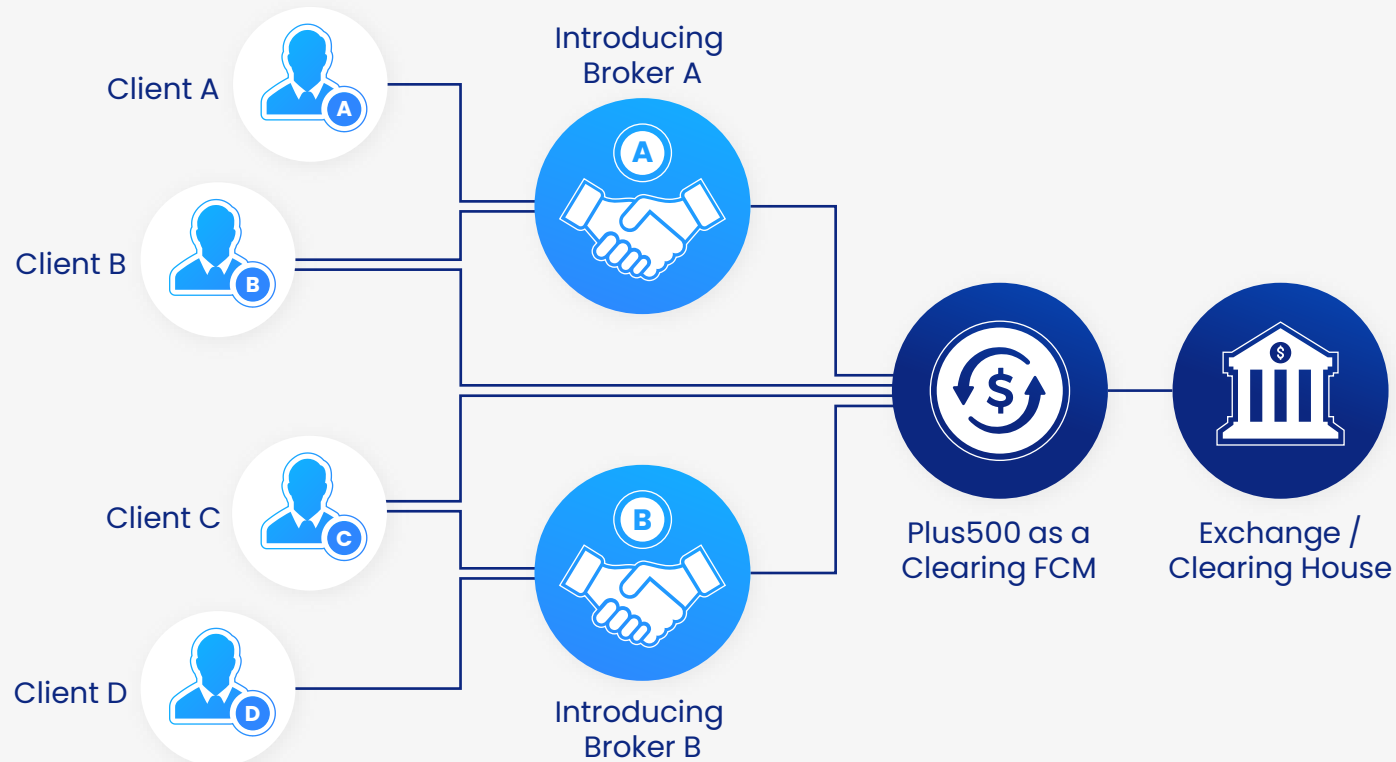 Introducing
Broker A
Client A
A
A
Client B
B
$
$
Client C
C
B
Plus500 as a
Clearing FCM
Exchange /
Clearing House
Client D
D
Introducing
Broker B